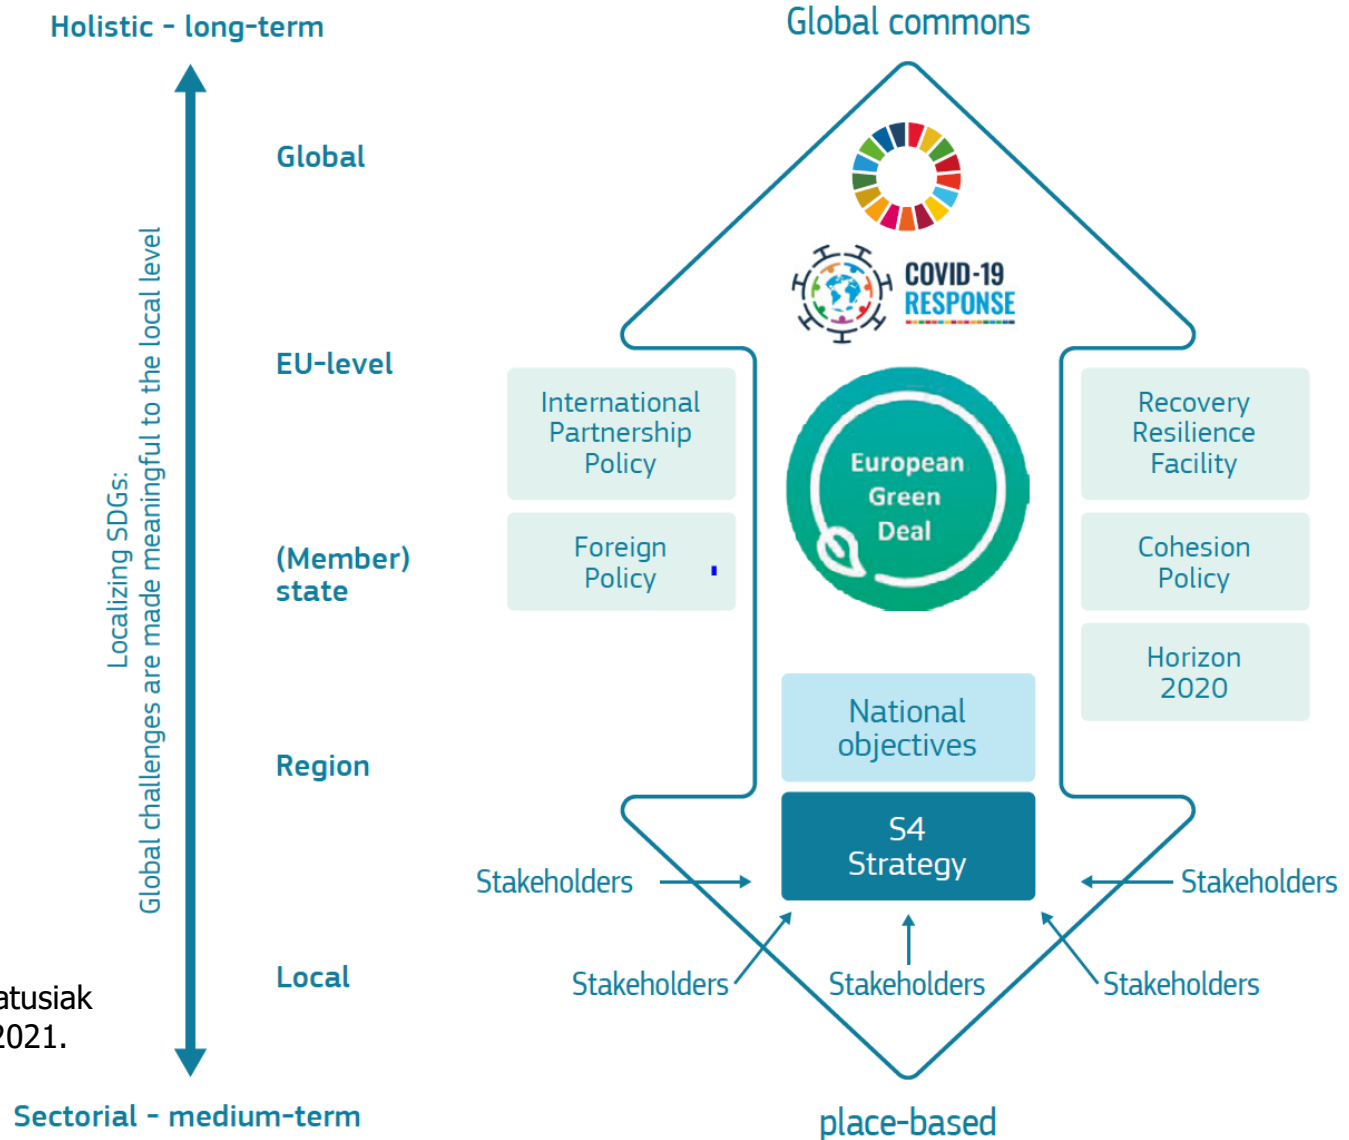 Holistic - long-term
Global commons
Global
COVID-19
RESPONSE
Localizing SDGs:
Global challenges are made meaningful to the local level
EU-level
International
Partnership
Policy
European
Green
Deal
Recovery
Resilience
Facility
(Member)
state
Foreign
Policy
Cohesion
Policy
Horizon
2020
National
objectives
Region
S4
Strategy
Stakeholders
Stakeholders
Local
Stakeholders
Stakeholders
Stakeholders
atusiak
2021.
Sectorial - medium-term
place-based